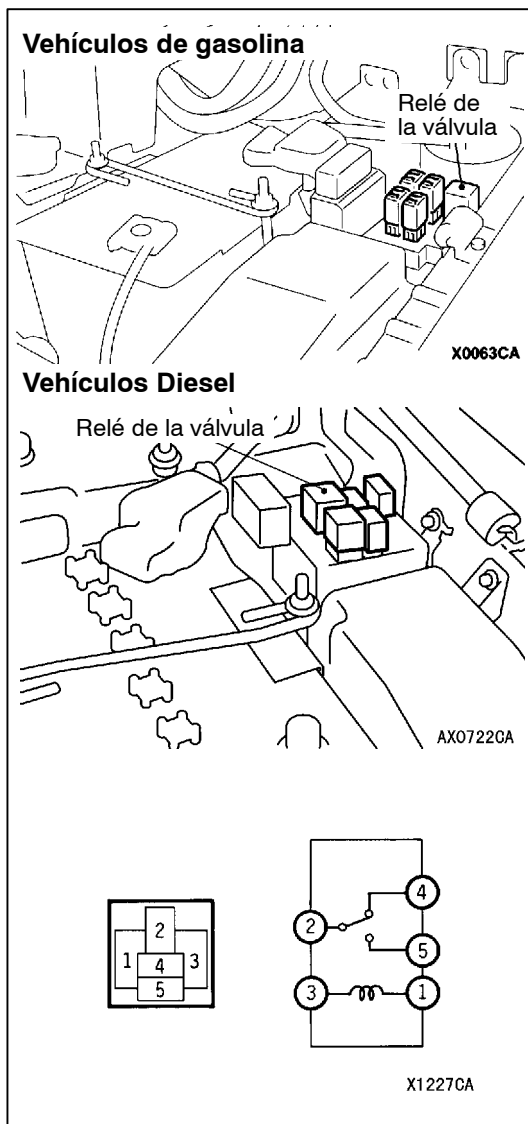 Vehículos de gasolina
Relé de
la válvula
X0063CA
Vehículos Diesel
Relé de la válvula
AX0722CA
2
1 4 3
5
4
2
5
3 1
X1227CA